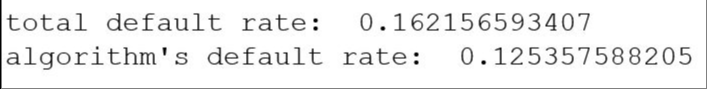 total default rate:  0.162156593407
algorithm's default rate:  0.125357588205